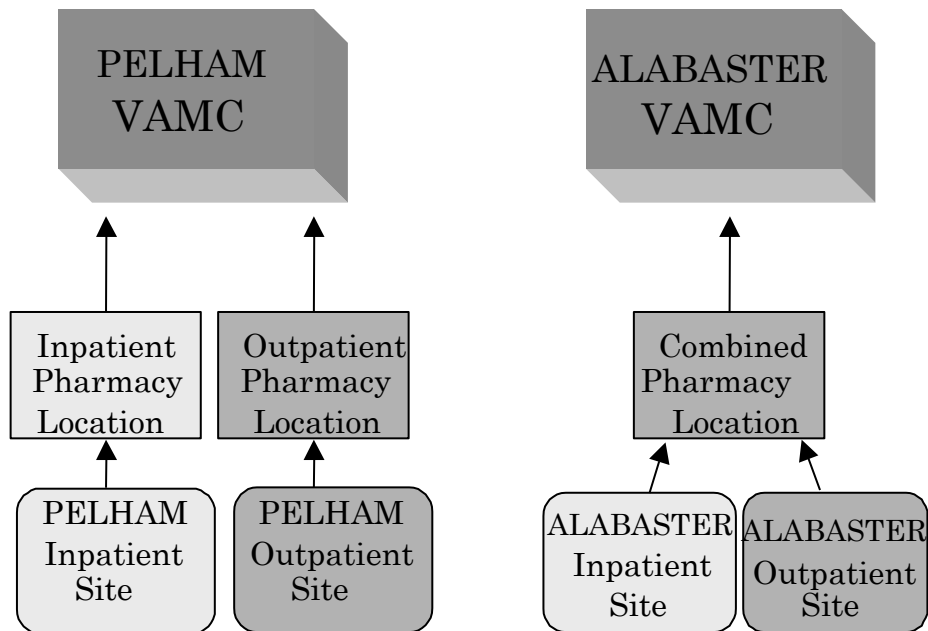 PELHAM
VAMC
ALABASTER
VAMC
Inpatient
Pharmacy
Location
Outpatient
Pharmacy
Location
Combined
Pharmacy
Location
PELHAM
Inpatient
Site
PELHAM
Outpatient
Site
ALABASTER
Inpatient
Site
ALABASTER
Outpatient
Site